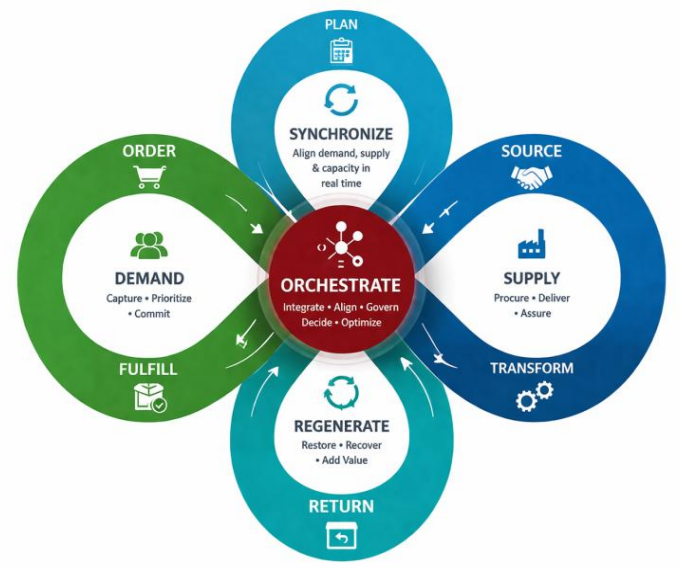 PLAN
SYNCHRONIZE
Align demand, supply
& capacity in
real time
ORDER
DEMAND
Capture • Prioritize
• Commit
FULFILL
ORCHESTRATE
Integrate • Align • Govern
Decide • Optimize
SOURCE
SUPPLY
Procure • Deliver
• Assure
TRANSFORM
REGENERATE
Restore • Recover
• Add Value
RETURN